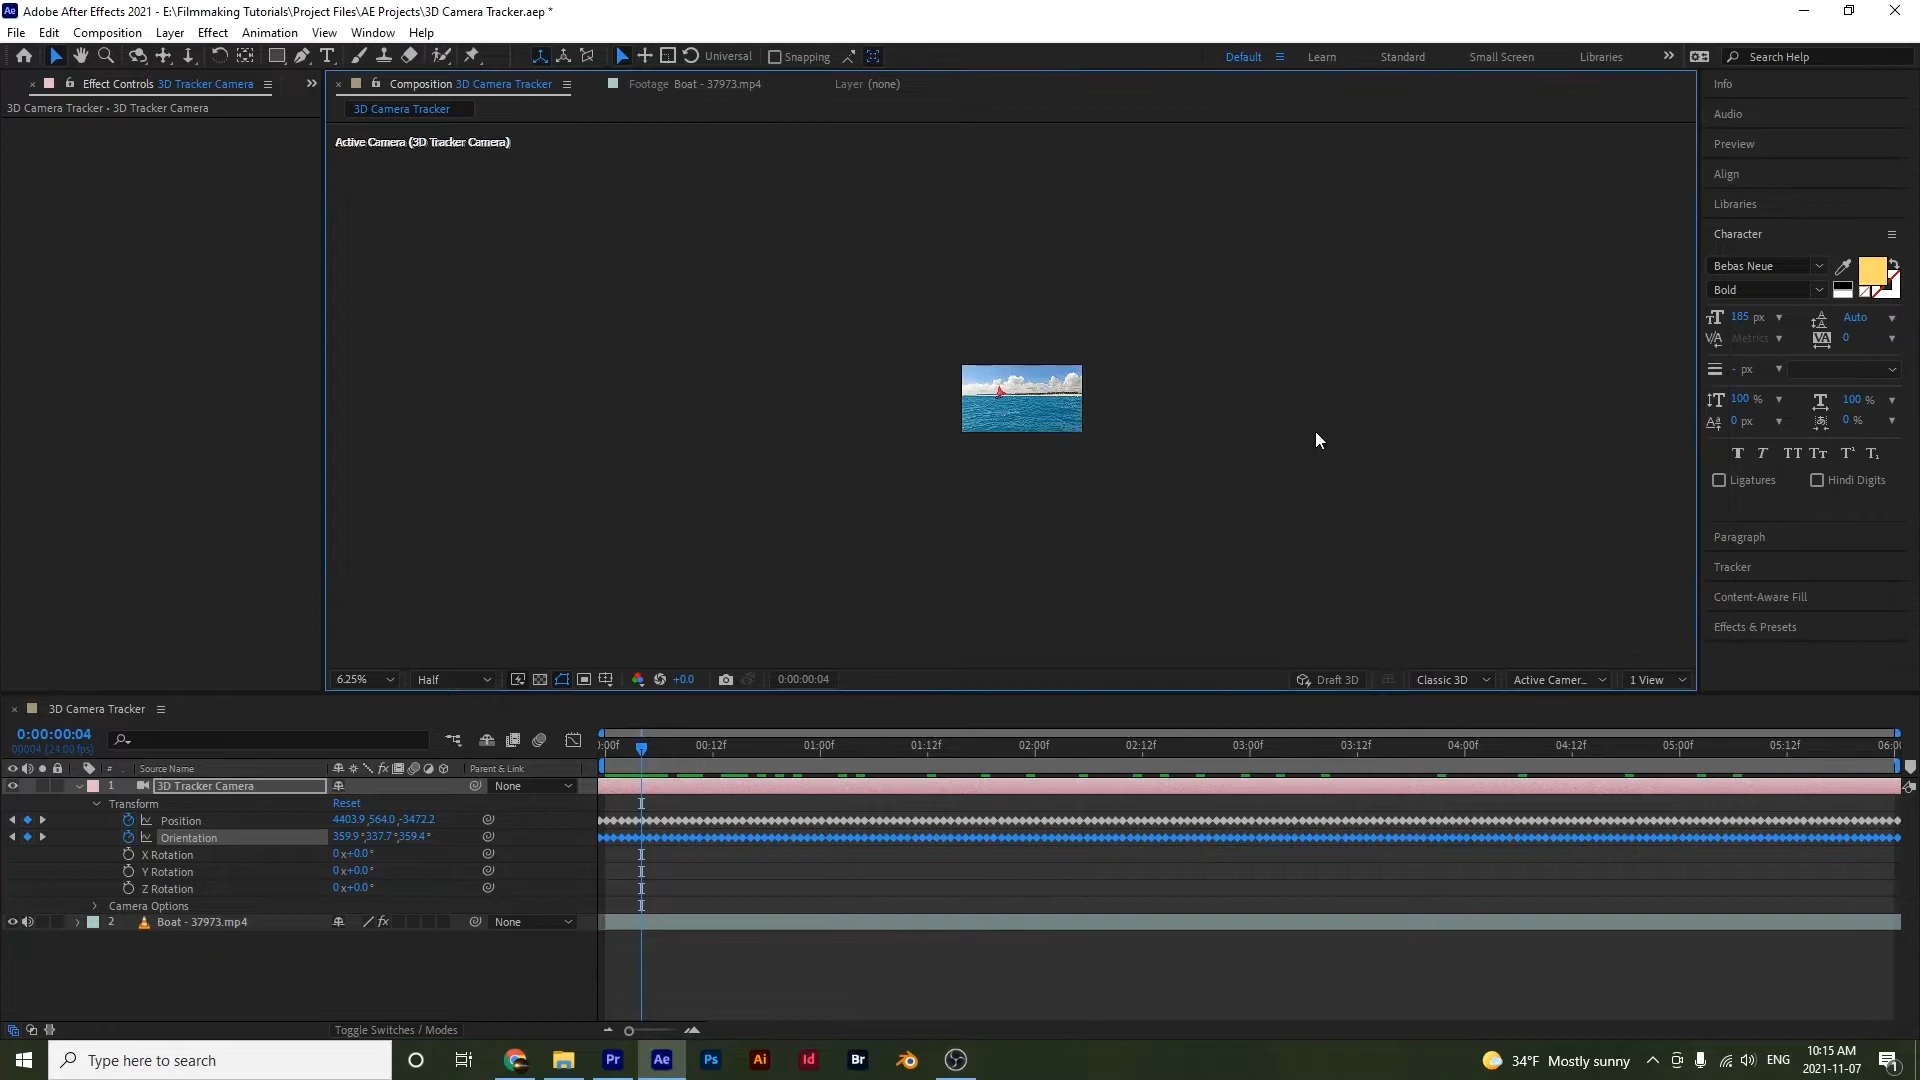 Adobe After Effects 2021 - E:\Filmmaking Tutorials\Project Files\AE Projects\3D Camera Tracker.aep *
File Edit Composition Layer Effect Animation View Window Help
Universal Snapping Default Learn Standard Small Screen Libraries Search Help
Effect Controls 3D Tracker Camera
3D Camera Tracker • 3D Tracker Camera
Composition 3D Camera Tracker Footage Boat - 37973.mp4 Layer (none)
3D Camera Tracker
Active Camera (3D Tracker Camera)
Info
Audio
Preview
Align
Libraries
Character
Bebas Neue
Bold
185 px Auto
Metrics 0
- px
100 % 100 %
0 px 0 %
T T TT Tt T¹ T₁
Ligatures Hindi Digits
Paragraph
Tracker
Content-Aware Fill
Effects & Presets
6.25% Half +0.0 0:00:00:04 Draft 3D Classic 3D Active Camer... 1 View
3D Camera Tracker
0:00:00:04
00004 (24.00 fps)
:00f 00:12f 01:00f 01:12f 02:00f 02:12f 03:00f 03:12f 04:00f 04:12f 05:00f 05:12f 06:0
# . Source Name Parent & Link
1 3D Tracker Camera None
Transform Reset
Position 4403.9,564.0,-3472.2
Orientation 359.9°,337.7°,359.4°
X Rotation 0x+0.0°
Y Rotation 0x+0.0°
Z Rotation 0x+0.0°
Camera Options
2 Boat - 37973.mp4 None
Toggle Switches / Modes
Type here to search
34°F Mostly sunny ENG 10:15 AM
2021-11-07